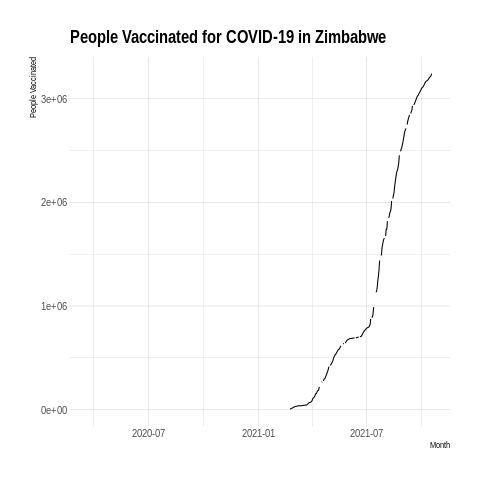 People Vaccinated for COVID-19 in Zimbabwe
People Vaccinated
3e+06
2e+06
1e+06
0e+00
2020-07
2021-01
2021-07
Month